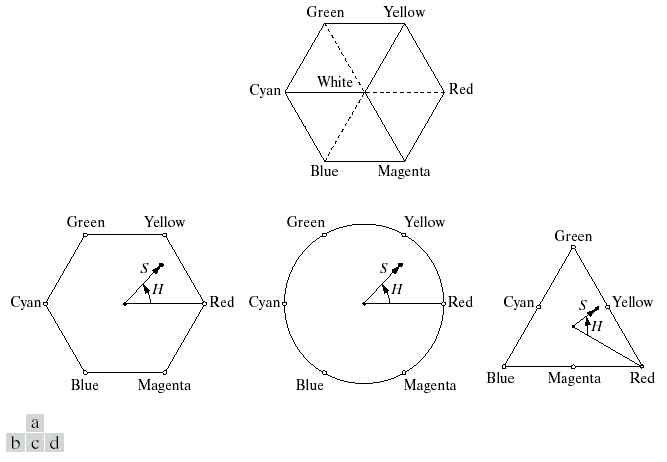 Green Yellow
White
Cyan Red
Blue Magenta
Green Yellow
S
H
Cyan Red
Blue Magenta
Green Yellow
S
H
Cyan Red
Blue Magenta
Green
Cyan S Yellow
H
Blue Magenta Red
a
b c d